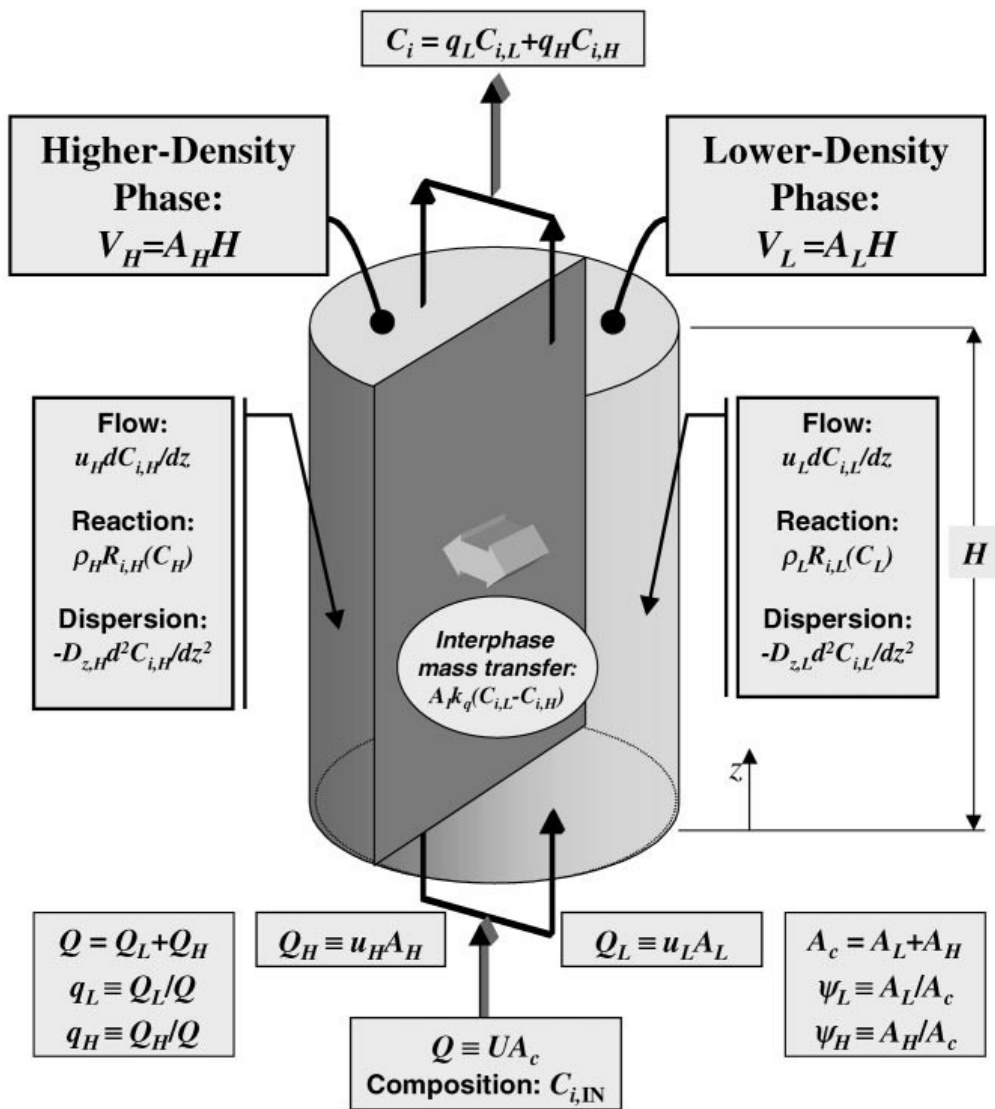 C_i = q_L C_{i,L}+q_H C_{i,H}
Higher-Density
Phase:
V_H=A_H H
Lower-Density
Phase:
V_L =A_L H
Flow:
u_H dC_{i,H}/dz
Reaction:
ρ_H R_{i,H}(C_H)
Dispersion:
-D_{z,H} d²C_{i,H}/dz²
Flow:
u_L dC_{i,L}/dz
Reaction:
ρ_L R_{i,L}(C_L)
Dispersion:
-D_{z,L} d²C_{i,L}/dz²
H
Interphase
mass transfer:
A_I k_q(C_{i,L}-C_{i,H})
z
Q = Q_L+Q_H
q_L ≡ Q_L/Q
q_H ≡ Q_H/Q
Q_H ≡ u_H A_H
Q_L ≡ u_L A_L
A_c = A_L+A_H
ψ_L ≡ A_L/A_c
ψ_H ≡ A_H/A_c
Q ≡ UA_c
Composition: C_{i,IN}